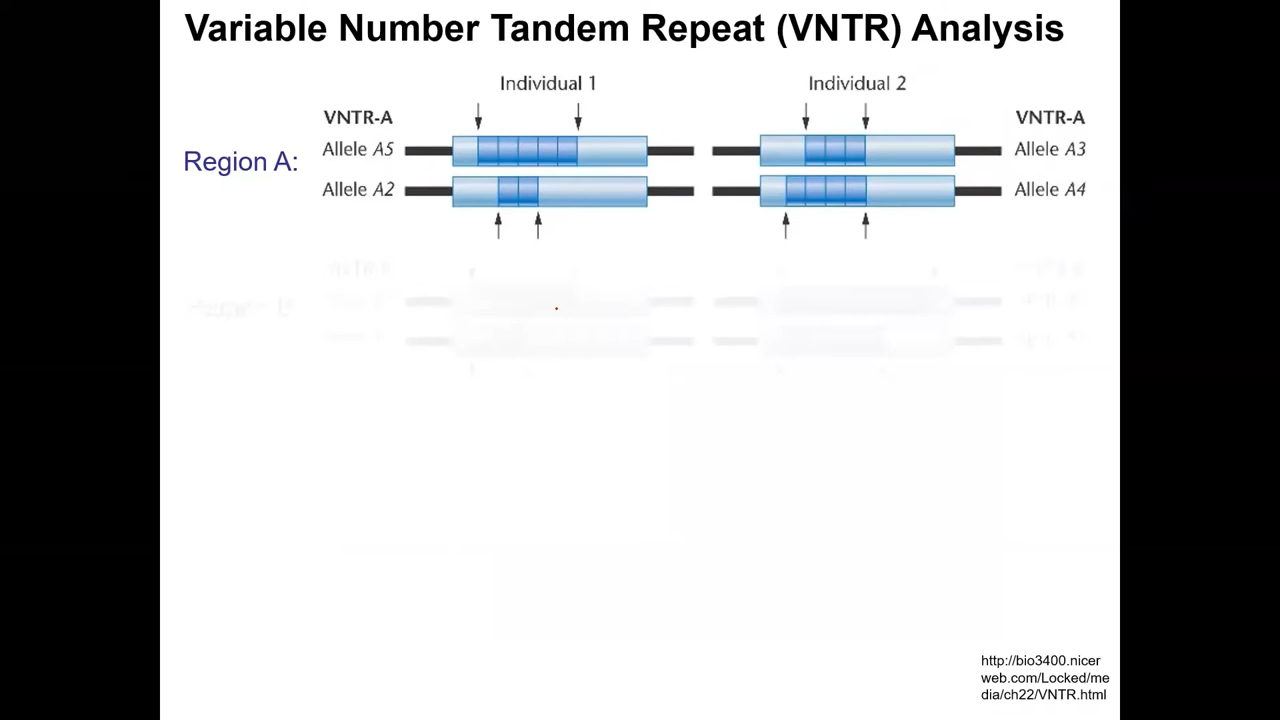 Variable Number Tandem Repeat (VNTR) Analysis
Individual 1
Individual 2
VNTR-A
VNTR-A
Region A:
Allele A5
Allele A3
Allele A2
Allele A4
http://bio3400.nicer
web.com/Locked/me
dia/ch22/VNTR.html